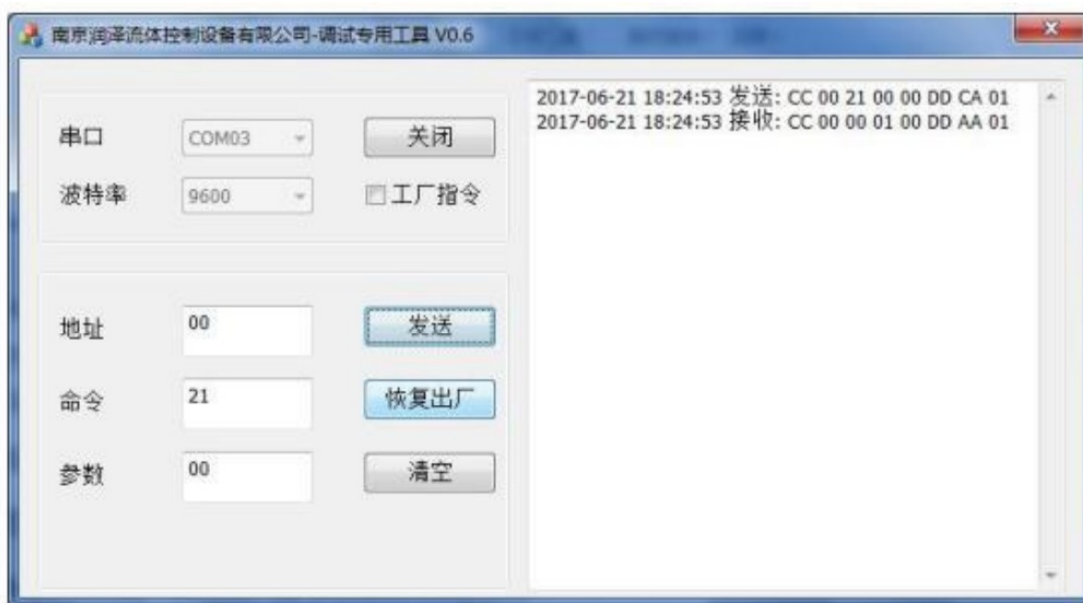 南京润泽流体控制设备有限公司-调试专用工具 V0.6
串口
COM03
关闭
波特率
9600
工厂指令
地址
00
发送
命令
21
恢复出厂
参数
00
清空
2017-06-21 18:24:53 发送: CC 00 21 00 00 DD CA 01
2017-06-21 18:24:53 接收: CC 00 00 01 00 DD AA 01